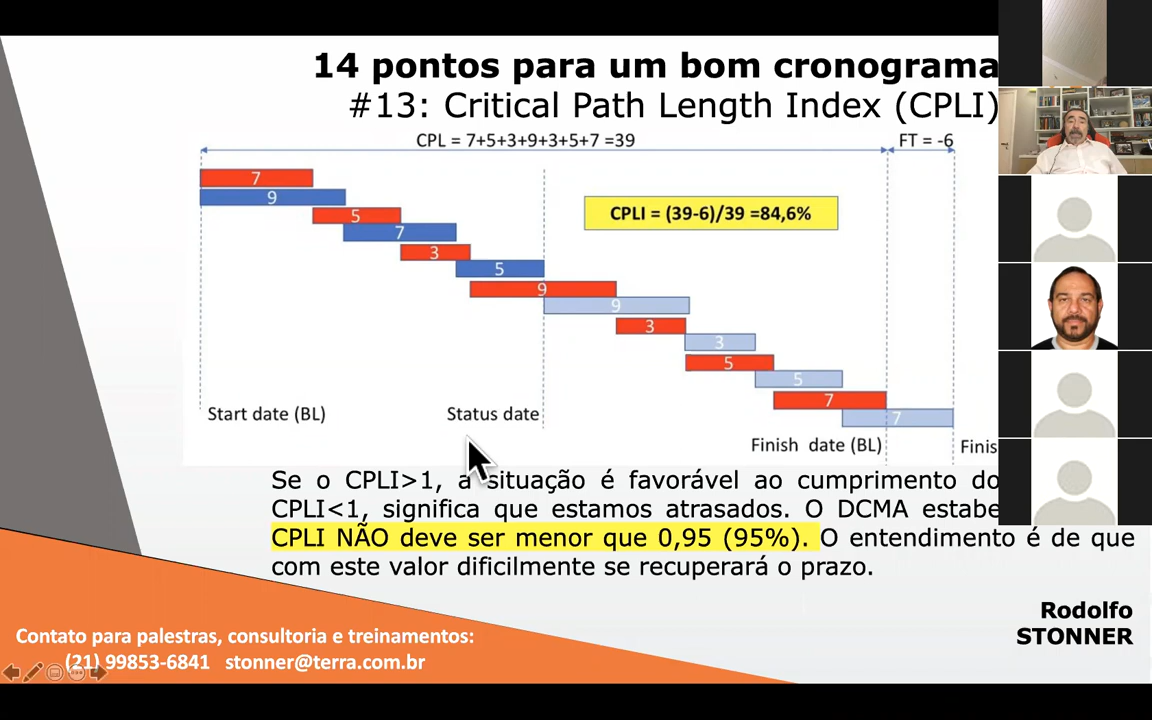 14 pontos para um bom cronograma
#13: Critical Path Length Index (CPLI)
CPL = 7+5+3+9+3+5+7 =39
FT = -6
7
9
CPLI = (39-6)/39 =84,6%
5
7
3
5
9
9
3
3
5
5
7
7
Start date (BL)
Status date
Finish date (BL)
Se o CPLI>1, a situação é favorável ao cumprimento do
CPLI<1, significa que estamos atrasados. O DCMA
CPLI NÃO deve ser menor que 0,95 (95%). O entendimento é de que
com este valor dificilmente se recuperará o prazo.
Rodolfo
STONNER
Contato para palestras, consultoria e treinamentos:
(21) 99853-6841 stonner@terra.com.br